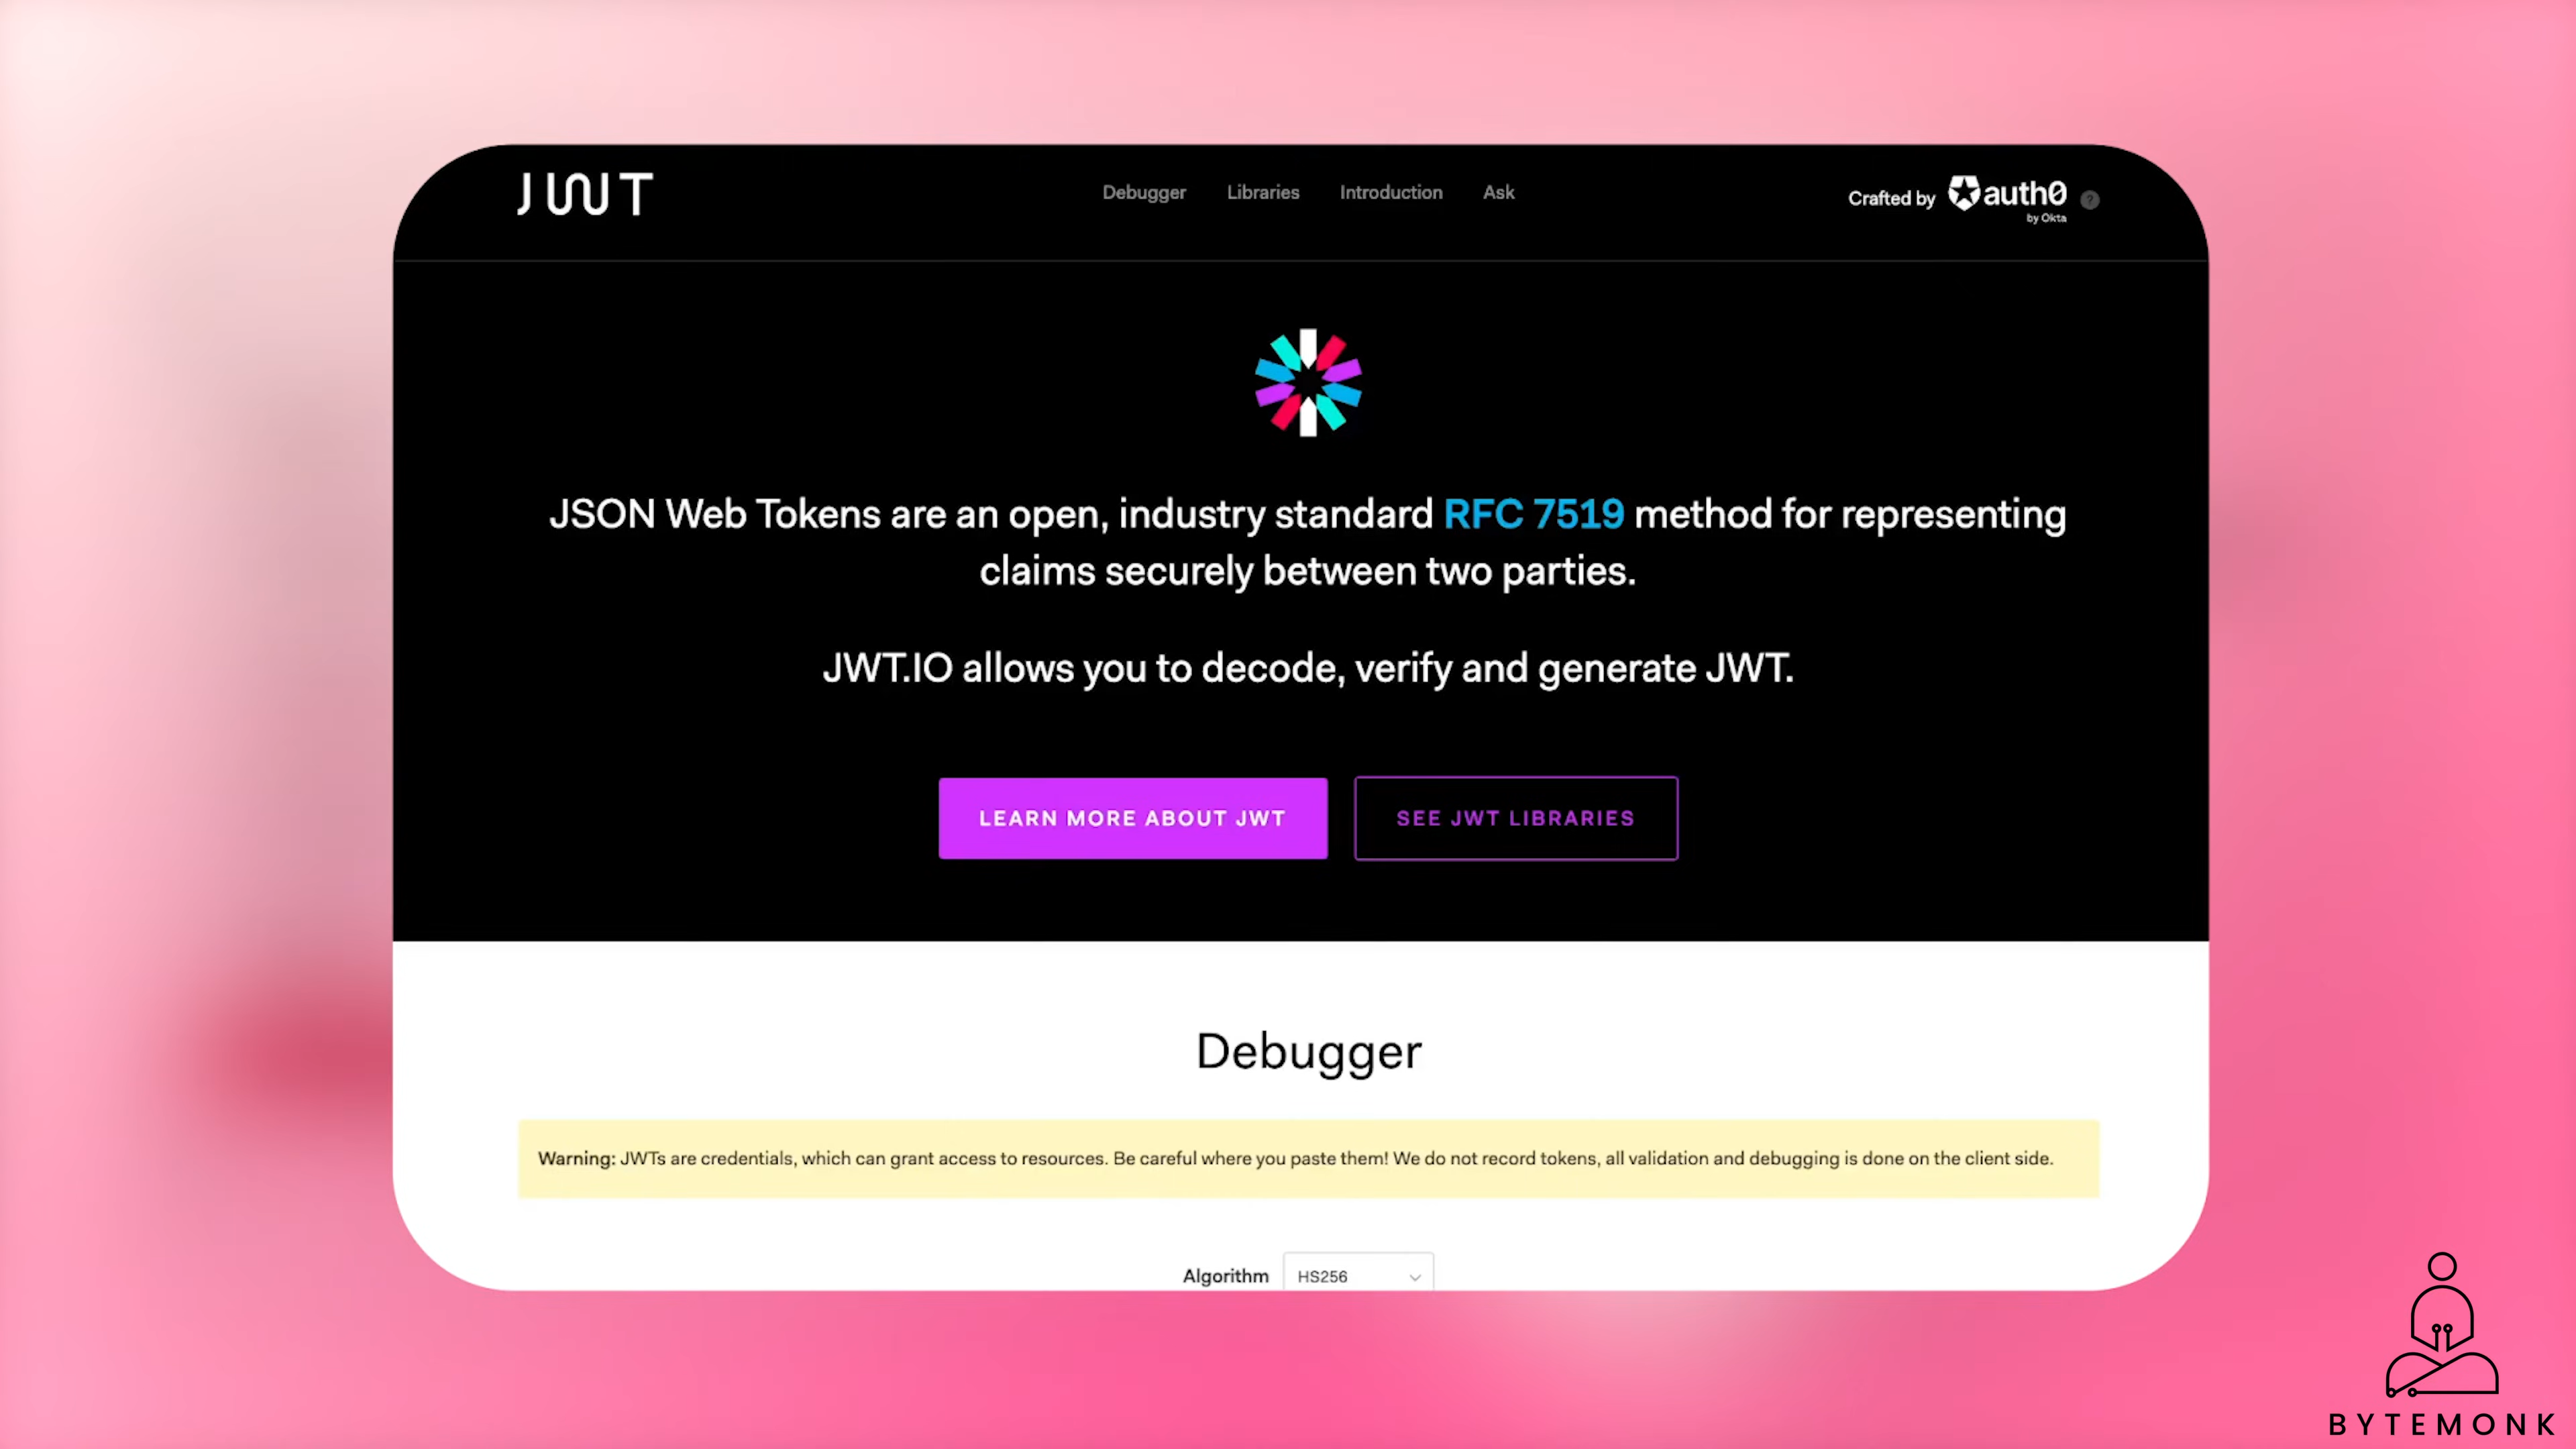 JWT
Debugger Libraries Introduction Ask
Crafted by auth0
by Okta
?
JSON Web Tokens are an open, industry standard RFC 7519 method for representing
claims securely between two parties.
JWT.IO allows you to decode, verify and generate JWT.
LEARN MORE ABOUT JWT
SEE JWT LIBRARIES
Debugger
Warning: JWTs are credentials, which can grant access to resources. Be careful where you paste them! We do not record tokens, all validation and debugging is done on the client side.
Algorithm HS256
BYTEMONK